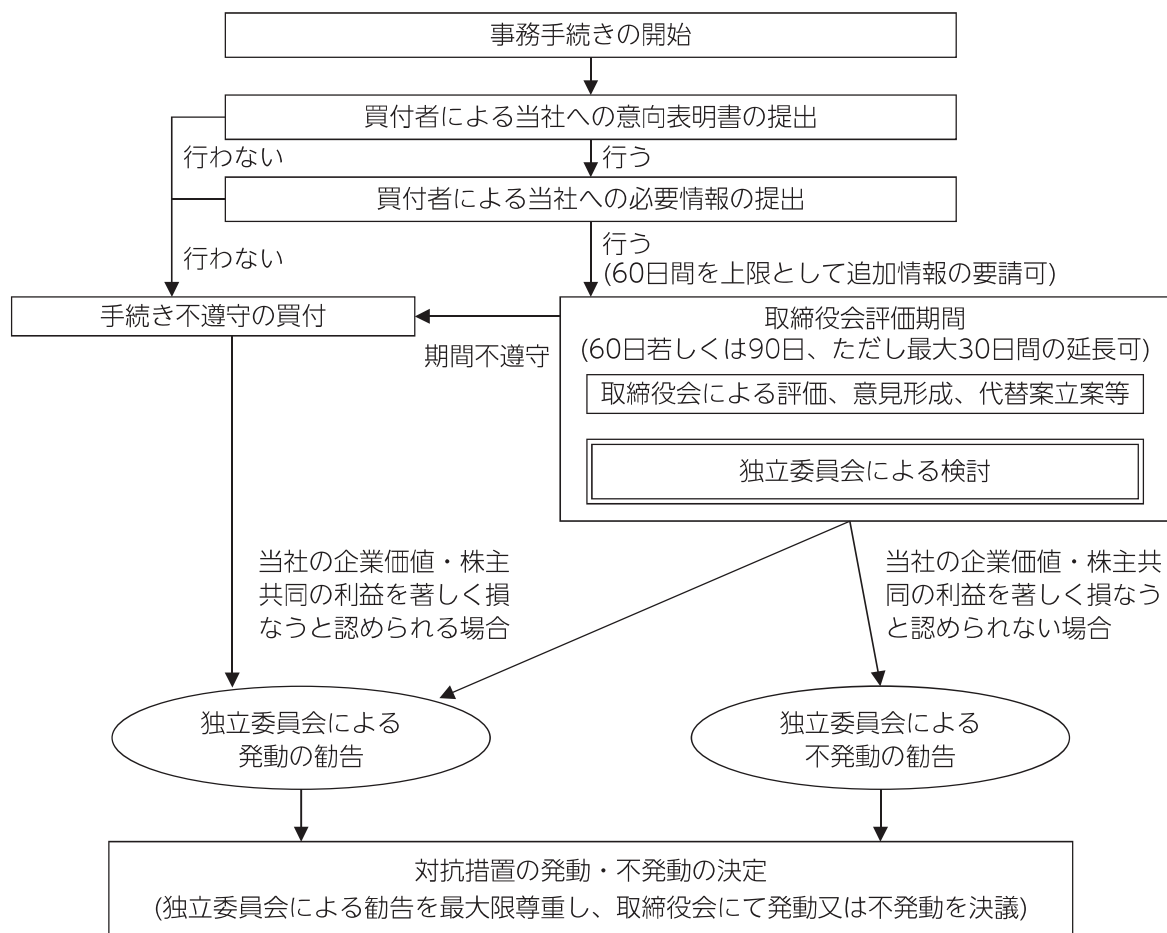 事務手続きの開始
買付者による当社への意向表明書の提出
行わない
行う
買付者による当社への必要情報の提出
行わない
行う
(60日間を上限として追加情報の要請可)
手続き不遵守の買付
期間不遵守
取締役会評価期間
(60日若しくは90日、ただし最大30日間の延長可)
取締役会による評価、意見形成、代替案立案等
独立委員会による検討
当社の企業価値・株主
共同の利益を著しく損
なうと認められる場合
当社の企業価値・株主共
同の利益を著しく損なう
と認められない場合
独立委員会による
発動の勧告
独立委員会による
不発動の勧告
対抗措置の発動・不発動の決定
(独立委員会による勧告を最大限尊重し、取締役会にて発動又は不発動を決議)